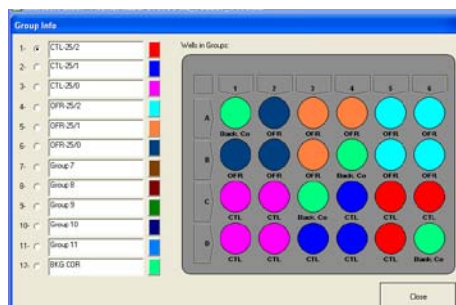 Group Info
1- CTL-25/2
2- CTL-25/1
3- CTL-25/0
4- OFR-25/2
5- OFR-25/1
6- OFR-25/0
7- Group 7
8- Group 8
9- Group 9
10- Group 10
11- Group 11
12- BKG COR
Wells in Groups:
1 2 3 4 5 6
A
Back. Co OFR OFR OFR OFR OFR
B
OFR OFR OFR Back. Co OFR OFR
C
CTL CTL Back. Co CTL CTL CTL
D
CTL CTL CTL CTL CTL Back. Co
Close